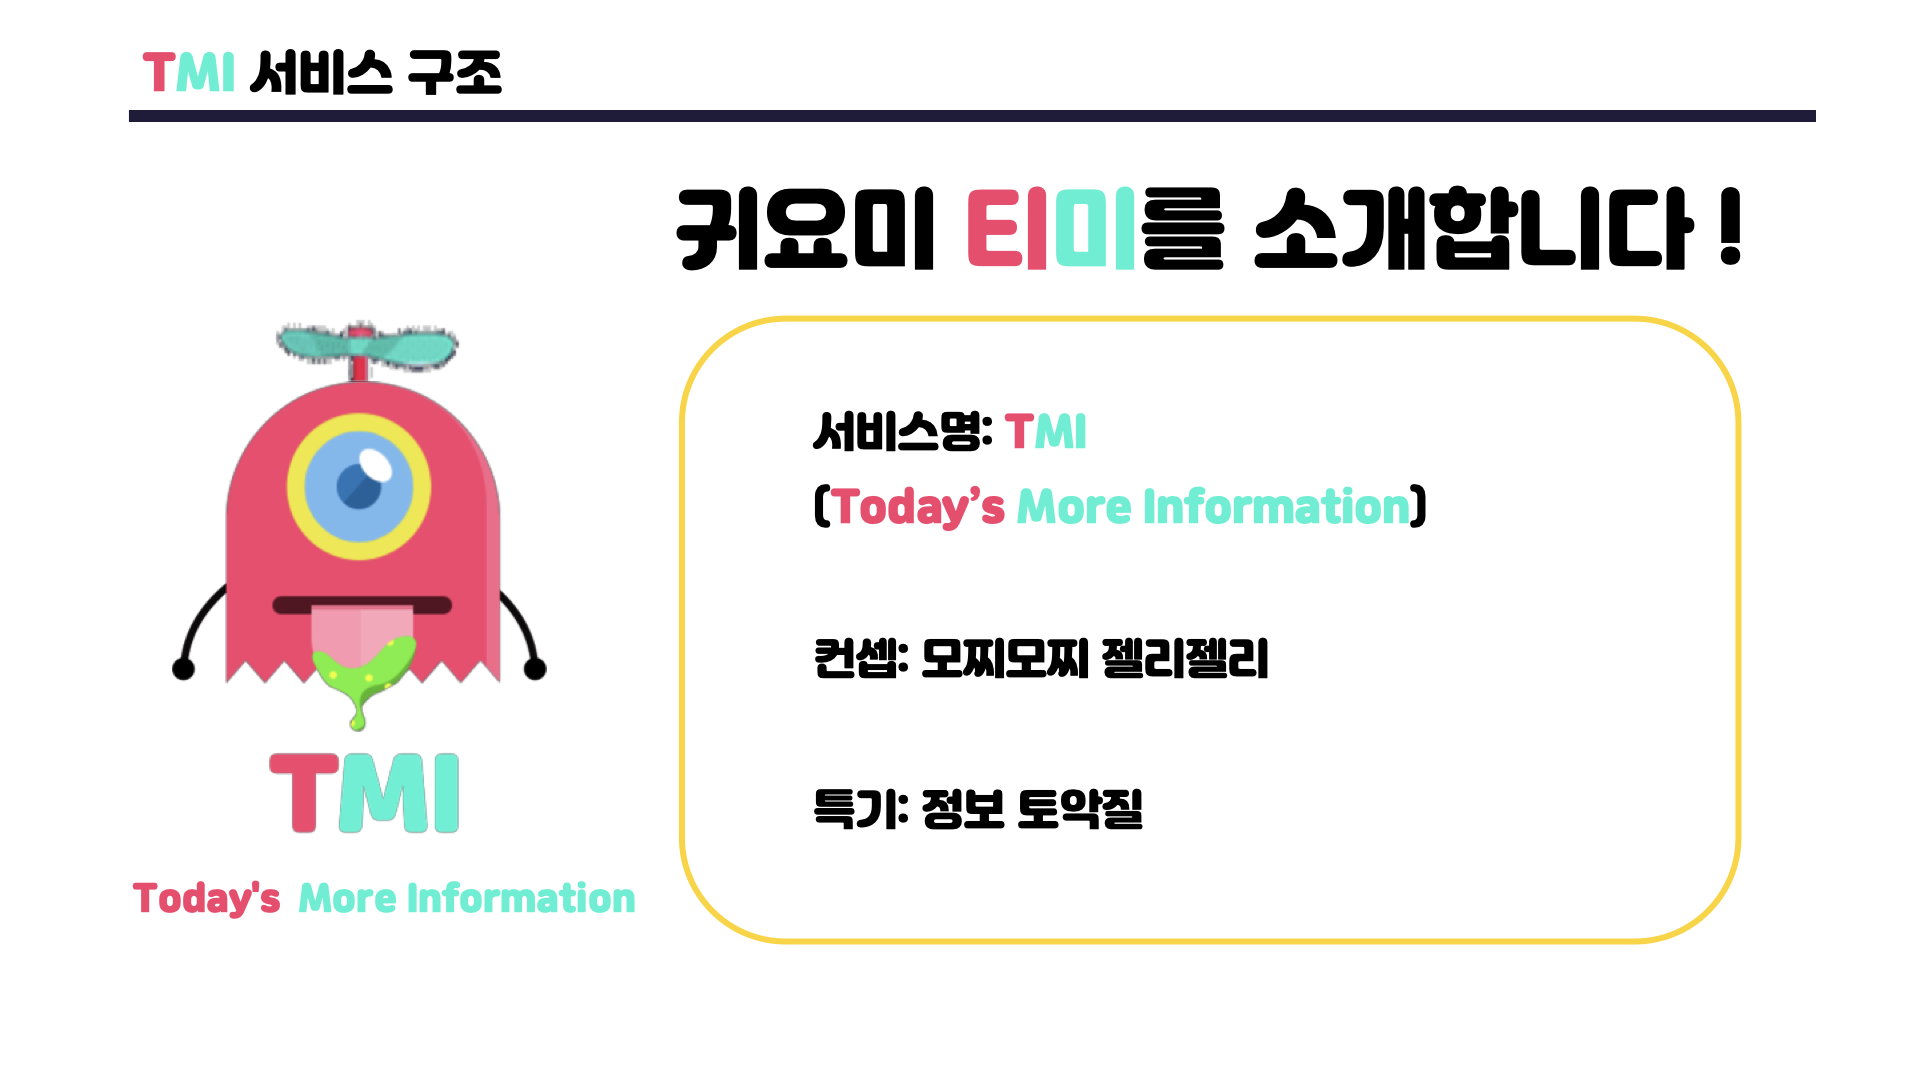 TMI 서비스 구조
귀요미 티미를 소개합니다 !
서비스명: TMI
(Today’s More Information)
컨셉: 모찌모찌 젤리젤리
특기: 정보 토악질
TMI
Today's More Information